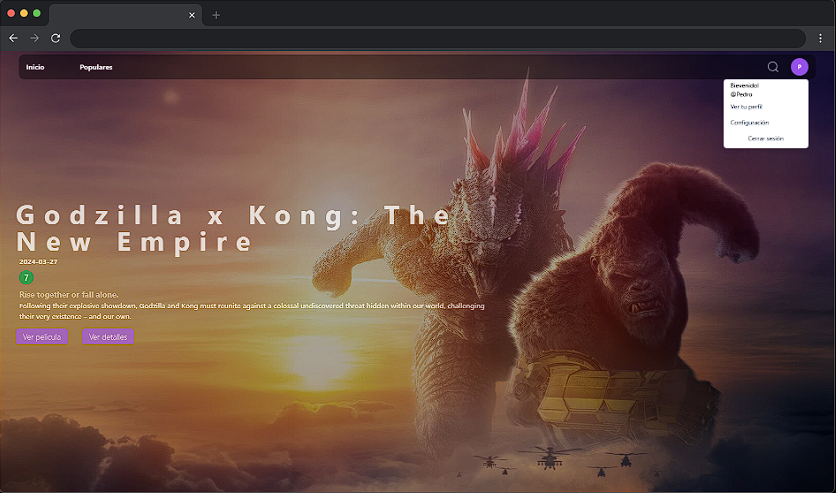 Inicio
Populares
P
Bievenido!
@Pedro
Ver tu perfil
Configuración
Cerrar sesión
Godzilla x Kong: The
New Empire
2024-03-27
7
Rise together or fall alone.
Following their explosive showdown, Godzilla and Kong must reunite against a colossal undiscovered threat hidden within our world, challenging
their very existence – and our own.
Ver pelicula
Ver detalles